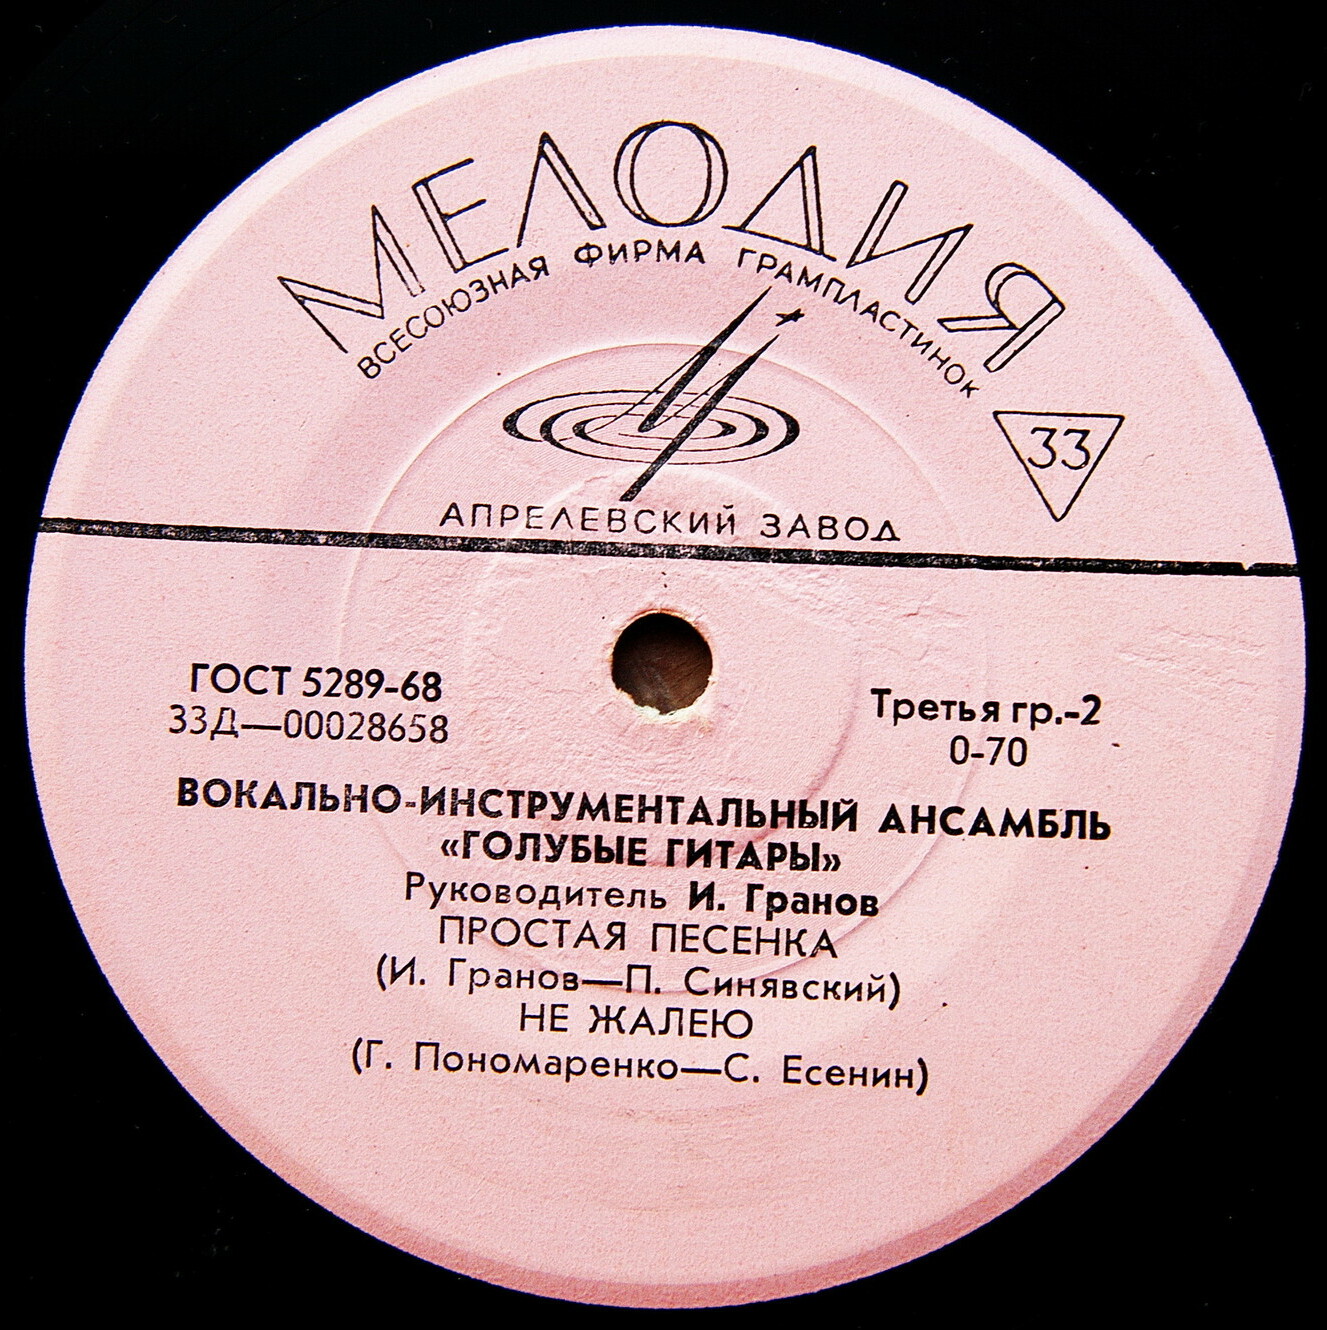 МЕЛОДИЯ
ВСЕСОЮЗНАЯ ФИРМА ГРАМПЛАСТИНОК
33
АПРЕЛЕВСКИЙ ЗАВОД
ГОСТ 5289-68
33Д—00028658
Третья гр.-2
0-70
ВОКАЛЬНО-ИНСТРУМЕНТАЛЬНЫЙ АНСАМБЛЬ
«ГОЛУБЫЕ ГИТАРЫ»
Руководитель И. Гранов
ПРОСТАЯ ПЕСЕНКА
(И. Гранов—П. Синявский)
НЕ ЖАЛЕЮ
(Г. Пономаренко—С. Есенин)